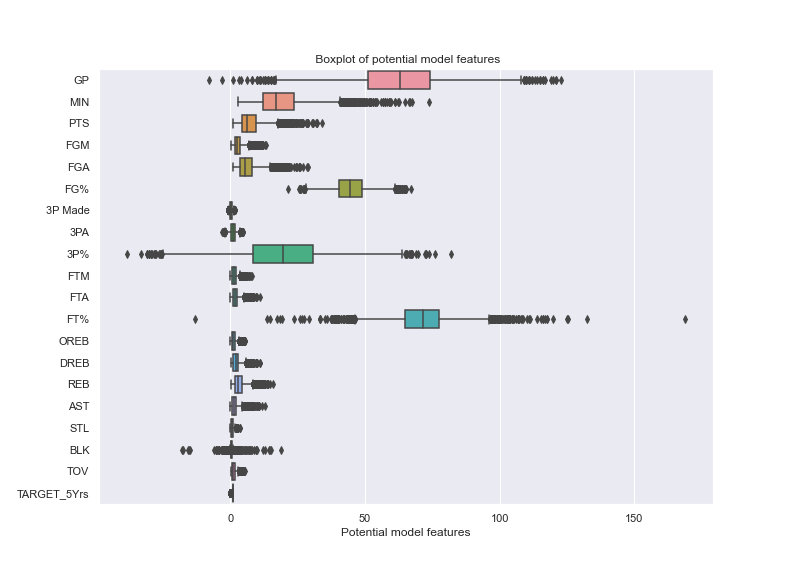 Boxplot of potential model features
GP
MIN
PTS
FGM
FGA
FG%
3P Made
3PA
3P%
FTM
FTA
FT%
OREB
DREB
REB
AST
STL
BLK
TOV
TARGET_5Yrs
0 50 100 150
Potential model features